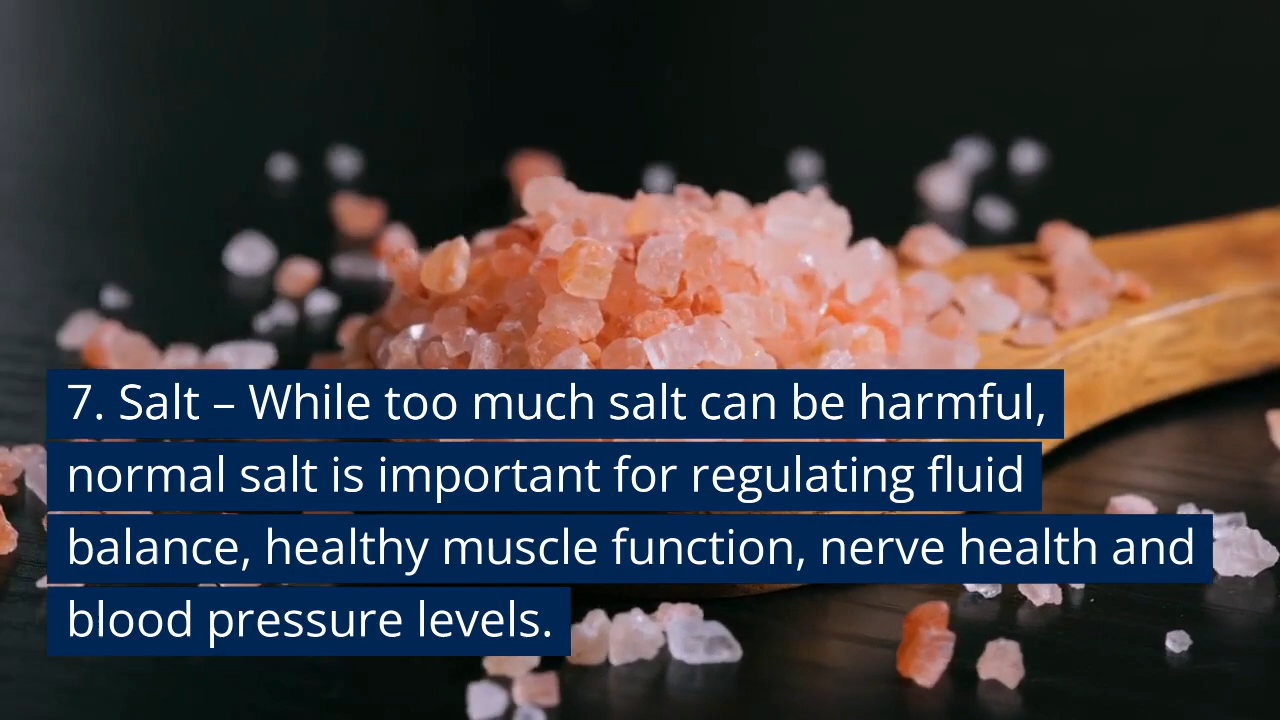 7. Salt – While too much salt can be harmful,
normal salt is important for regulating fluid
balance, healthy muscle function, nerve health and
blood pressure levels.